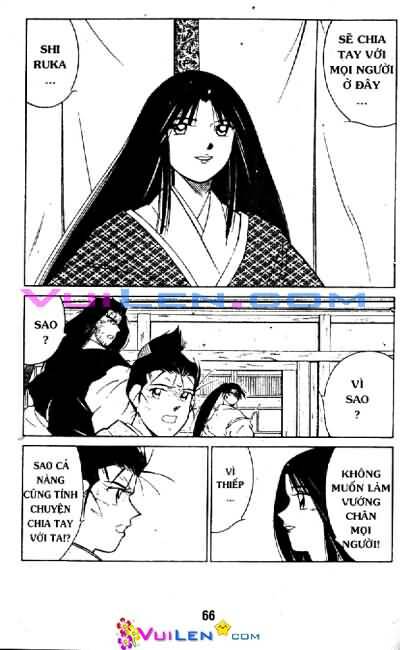 SHI
RUKA
...
SẼ CHIA
TAY VỚI
MỌI NGƯỜI
Ở ĐÂY
...
VUILEN.COM
SAO
?
VÌ
SAO?
SAO CẢ
NÀNG
CŨNG TÍNH
CHUYỆN
CHIA TAY
VỚI TA!?
VÌ
THIẾP
...
KHÔNG
MUỐN LÀM
VƯỚNG
CHÂN
MỌI
NGƯỜI!
66
VUILEN.COM